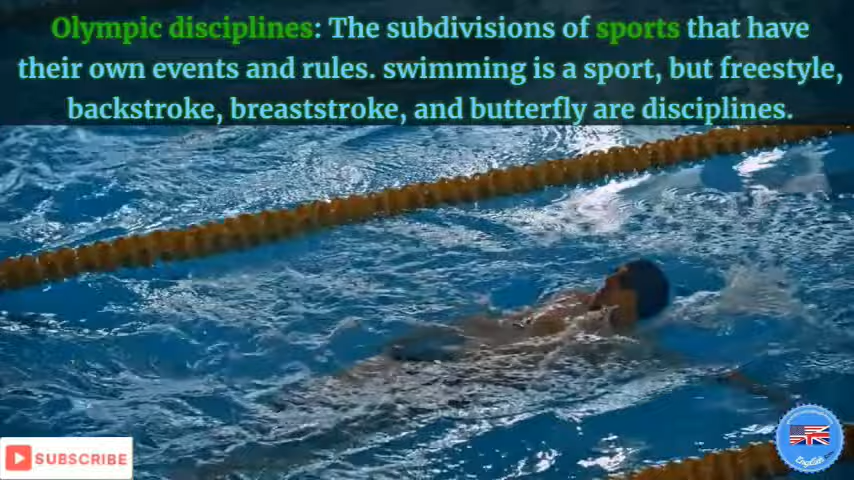 Olympic disciplines: The subdivisions of sports that have
their own events and rules. swimming is a sport, but freestyle,
backstroke, breaststroke, and butterfly are disciplines.
SUBSCRIBE
English